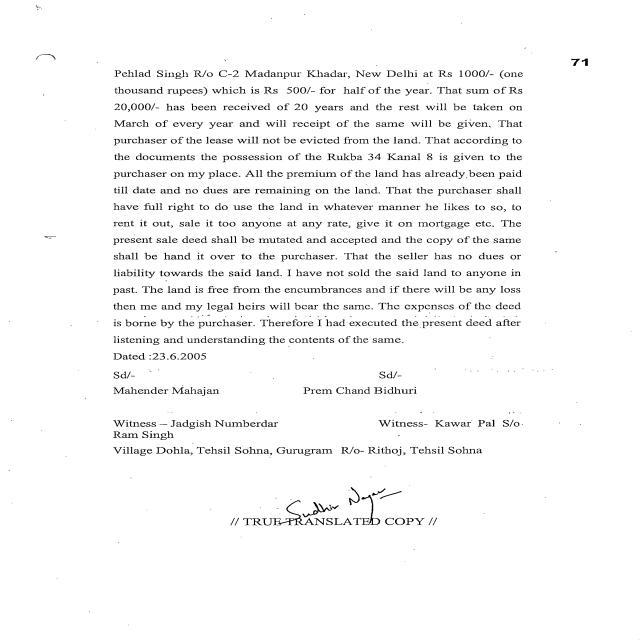 71
Pehlad Singh R/o C-2 Madanpur Khadar, New Delhi at Rs 1000/- (one
thousand rupees) which is Rs 500/- for half of the year. That sum of Rs
20,000/- has been received of 20 years and the rest will be taken on
March of every year and will receipt of the same will be given. That
purchaser of the lease will not be evicted from the land. That according to
the documents the possession of the Rukba 34 Kanal 8 is given to the
purchaser on my place. All the premium of the land has already been paid
till date and no dues are remaining on the land. That the purchaser shall
have full right to do use the land in whatever manner he likes to so, to
rent it out, sale it too anyone at any rate, give it on mortgage etc. The
present sale deed shall be mutated and accepted and the copy of the same
shall be hand it over to the purchaser. That the seller has no dues or
liability towards the said land. I have not sold the said land to anyone in
past. The land is free from the encumbrances and if there will be any loss
then me and my legal heirs will bear the same. The expenses of the deed
is borne by the purchaser. Therefore I had executed the present deed after
listening and understanding the contents of the same.
Dated :23.6.2005
Sd/- Sd/-
Mahender Mahajan Prem Chand Bidhuri
Witness – Jadgish Numberdar Witness- Kawar Pal S/o
Ram Singh
Village Dohla, Tehsil Sohna, Gurugram R/o- Rithoj, Tehsil Sohna
Sudhir Nagar
// TRUE TRANSLATED COPY //